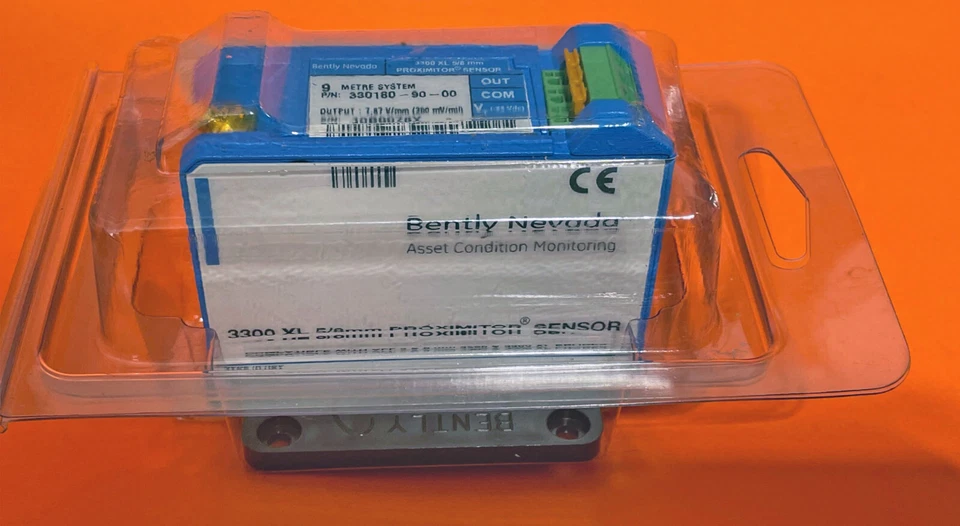 Bently Nevada
3300 XL 5/8 mm
PROXIMITOR® SENSOR
9 METRE SYSTEM
P/N: 330180-90-00
OUTPUT : 7.87 V/mm (200 mV/mil)
S/N:
OUT
COM
CE
Bently Nevada
Asset Condition Monitoring
3300 XL 5/8mm PROXIMITOR® SENSOR
BENTLY